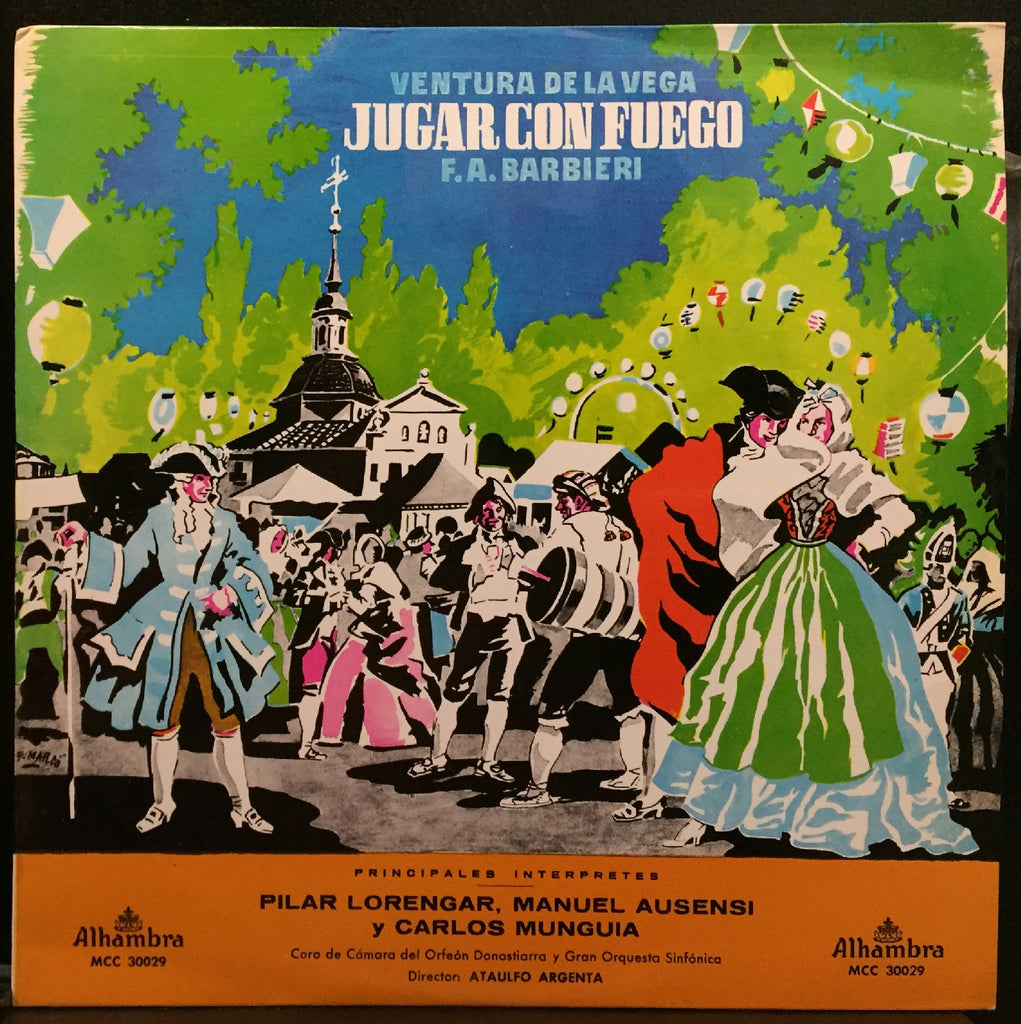 VENTURA DE LA VEGA
JUGAR CON FUEGO
F. A. BARBIERI
PRINCIPALES INTERPRETES
PILAR LORENGAR, MANUEL AUSENSI
y CARLOS MUNGUIA
Coro de Cámara del Orfeón Donostiarra y Gran Orquesta Sinfónica
Director: ATAULFO ARGENTA
Alhambra
MCC 30029
Alhambra
MCC 30029